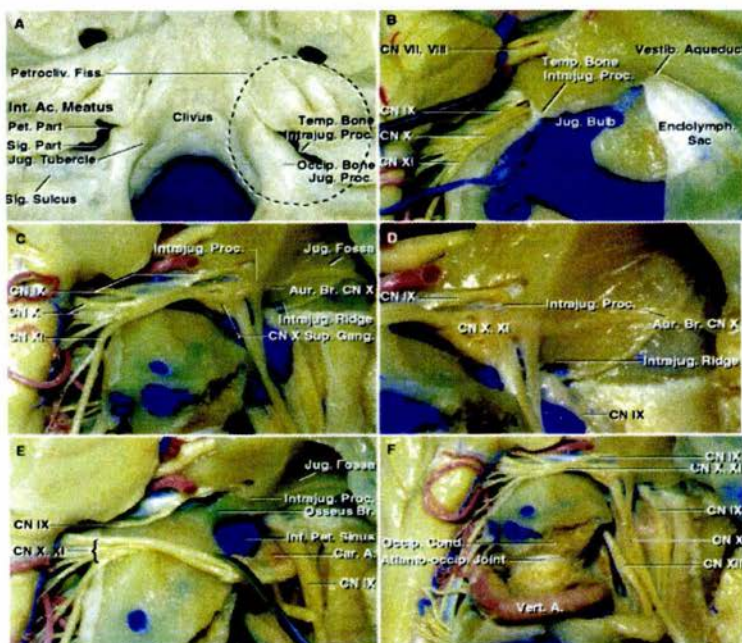 A
Petrocliv. Fiss.
Int. Ac. Meatus
Pet. Part
Sig. Part
Jug. Tubercle
Sig. Sulcus
Clivus
Temp. Bone
Intrajug. Proc.
Occip. Bone
Jug. Proc.
B
CN VII, VIII
Vestib. Aqueduct
Temp. Bone
Intrajug. Proc.
CN IX
CN X
CN XI
Jug. Bulb
Endolymph.
Sac
C
Intrajug. Proc.
Jug. Fossa
CN IX
CN X
CN XI
Aur. Br. CN X
Intrajug. Ridge
CN X Sup. Gang.
D
CN IX
Intrajug. Proc.
CN X, XI
Aur. Br. CN X
Intrajug. Ridge
CN IX
E
Jug. Fossa
Intrajug. Proc.
Osseus Br.
CN IX
Inf. Pet. Sinus
CN X, XI
Car. A.
CN IX
F
CN IX
CN X, XI
CN IX
Occip. Cond.
CN X
Atlanto-occip. Joint
CN XII
Vert. A.